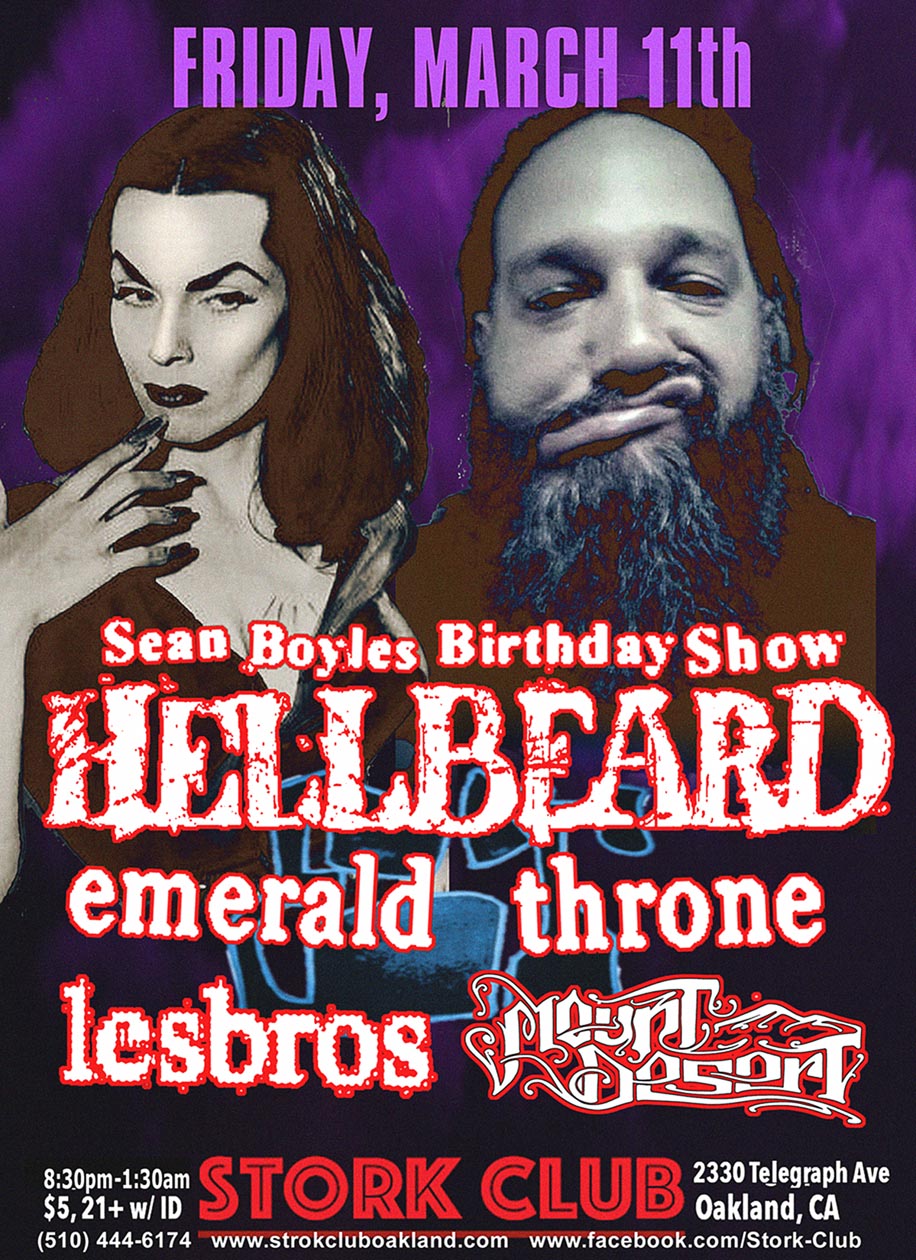 FRIDAY, MARCH 11th
Sean Boyles Birthday Show
HELLBEARD
emerald throne
lesbros
Mount Desert
8:30pm-1:30am
$5, 21+ w/ ID
STORK CLUB
2330 Telegraph Ave
Oakland, CA
(510) 444-6174 www.strokcluboakland.com www.facebook.com/Stork-Club